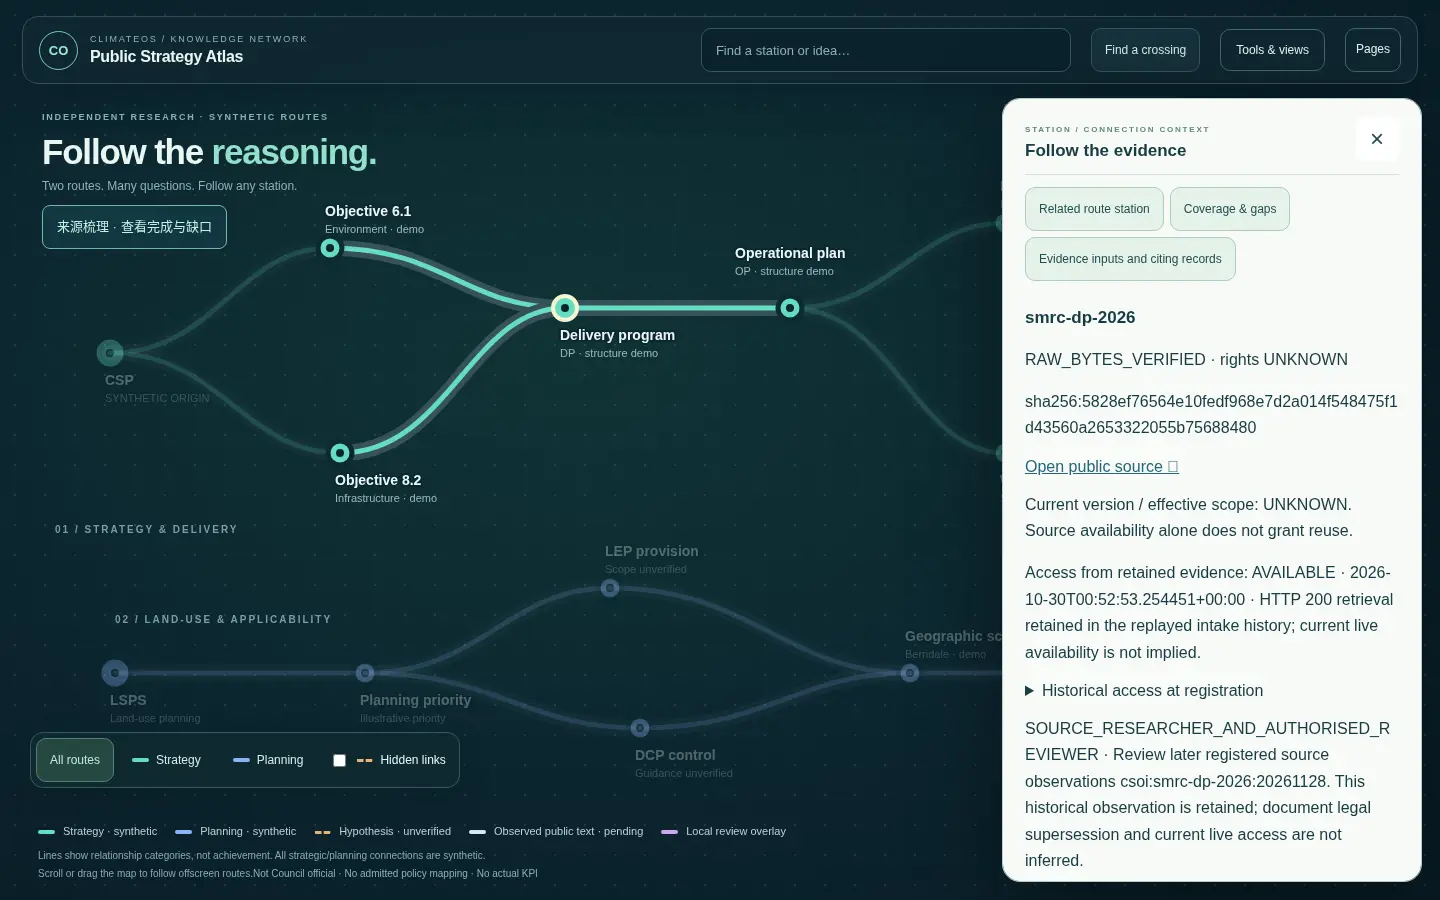 CO
CLIMATEOS / KNOWLEDGE NETWORK
Public Strategy Atlas
Find a station or idea…
Find a crossing
Tools & views
Pages
INDEPENDENT RESEARCH · SYNTHETIC ROUTES
Follow the reasoning.
Two routes. Many questions. Follow any station.
来源梳理 · 查看完成与缺口
Objective 6.1
Environment · demo
Operational plan
OP · structure demo
Delivery program
DP · structure demo
CSP
SYNTHETIC ORIGIN
Objective 8.2
Infrastructure · demo
01 / STRATEGY & DELIVERY
LEP provision
Scope unverified
02 / LAND-USE & APPLICABILITY
Geographic sc
Berridale · demo
LSPS
Land-use planning
Planning priority
Illustrative priority
DCP control
Guidance unverified
All routes
Strategy
Planning
Hidden links
Strategy · synthetic
Planning · synthetic
Hypothesis · unverified
Observed public text · pending
Local review overlay
Lines show relationship categories, not achievement. All strategic/planning connections are synthetic.
Scroll or drag the map to follow offscreen routes.Not Council official · No admitted policy mapping · No actual KPI
STATION / CONNECTION CONTEXT
Follow the evidence
×
Related route station
Coverage & gaps
Evidence inputs and citing records
smrc-dp-2026
RAW_BYTES_VERIFIED · rights UNKNOWN
sha256:5828ef76564e10fedf968e7d2a014f548475f1
d43560a2653322055b75688480
Open public source
Current version / effective scope: UNKNOWN.
Source availability alone does not grant reuse.
Access from retained evidence: AVAILABLE · 2026-
10-30T00:52:53.254451+00:00 · HTTP 200 retrieval
retained in the replayed intake history; current live
availability is not implied.
Historical access at registration
SOURCE_RESEARCHER_AND_AUTHORISED_R
EVIEWER · Review later registered source
observations csoi:smrc-dp-2026:20261128. This
historical observation is retained; document legal
supersession and current live access are not
inferred.